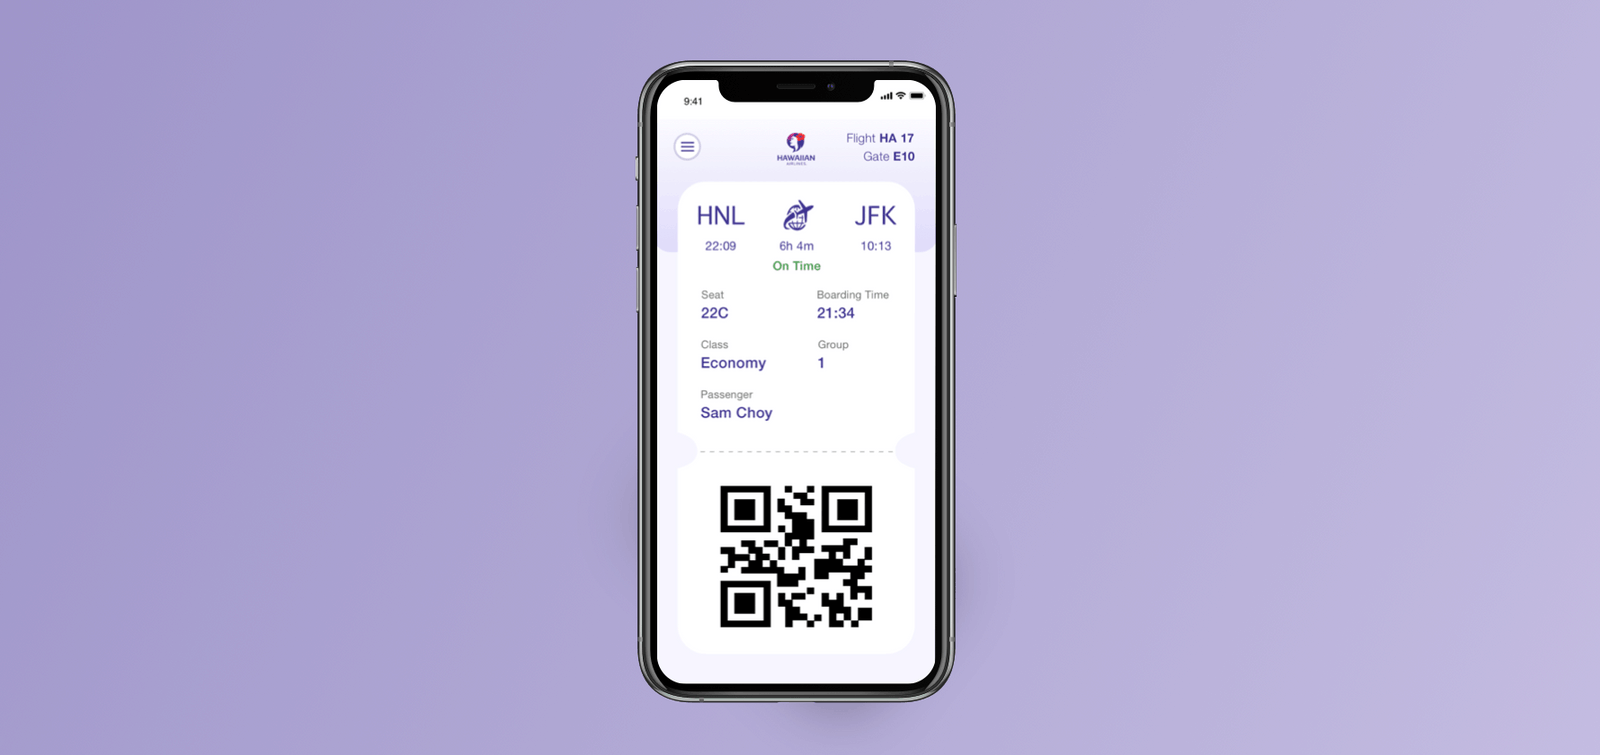 9:41
Flight HA 17
Gate E10
HAWAIIAN
AIRLINES
HNL JFK
22:09 6h 4m 10:13
On Time
Seat Boarding Time
22C 21:34
Class Group
Economy 1
Passenger
Sam Choy